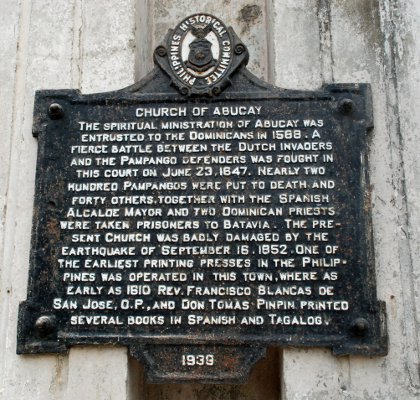 PHILIPPINES HISTORICAL COMMITTEE
CHURCH OF ABUCAY
THE SPIRITUAL MINISTRATION OF ABUCAY WAS
ENTRUSTED TO THE DOMINICANS IN 1588. A
FIERCE BATTLE BETWEEN THE DUTCH INVADERS
AND THE PAMPANGO DEFENDERS WAS FOUGHT IN
THIS COURT ON JUNE 23, 1647. NEARLY TWO
HUNDRED PAMPANGOS WERE PUT TO DEATH AND
FORTY OTHERS, TOGETHER WITH THE SPANISH
ALCALDE MAYOR AND TWO DOMINICAN PRIESTS
WERE TAKEN PRISONERS TO BATAVIA. THE PRE-
SENT CHURCH WAS BADLY DAMAGED BY THE
EARTHQUAKE OF SEPTEMBER 16, 1852. ONE OF
THE EARLIEST PRINTING PRESSES IN THE PHILIP-
PINES WAS OPERATED IN THIS TOWN, WHERE AS
EARLY AS 1610 REV. FRANCISCO BLANCAS DE
SAN JOSE, O.P., AND DON TOMAS PINPIN PRINTED
SEVERAL BOOKS IN SPANISH AND TAGALOG.
1939